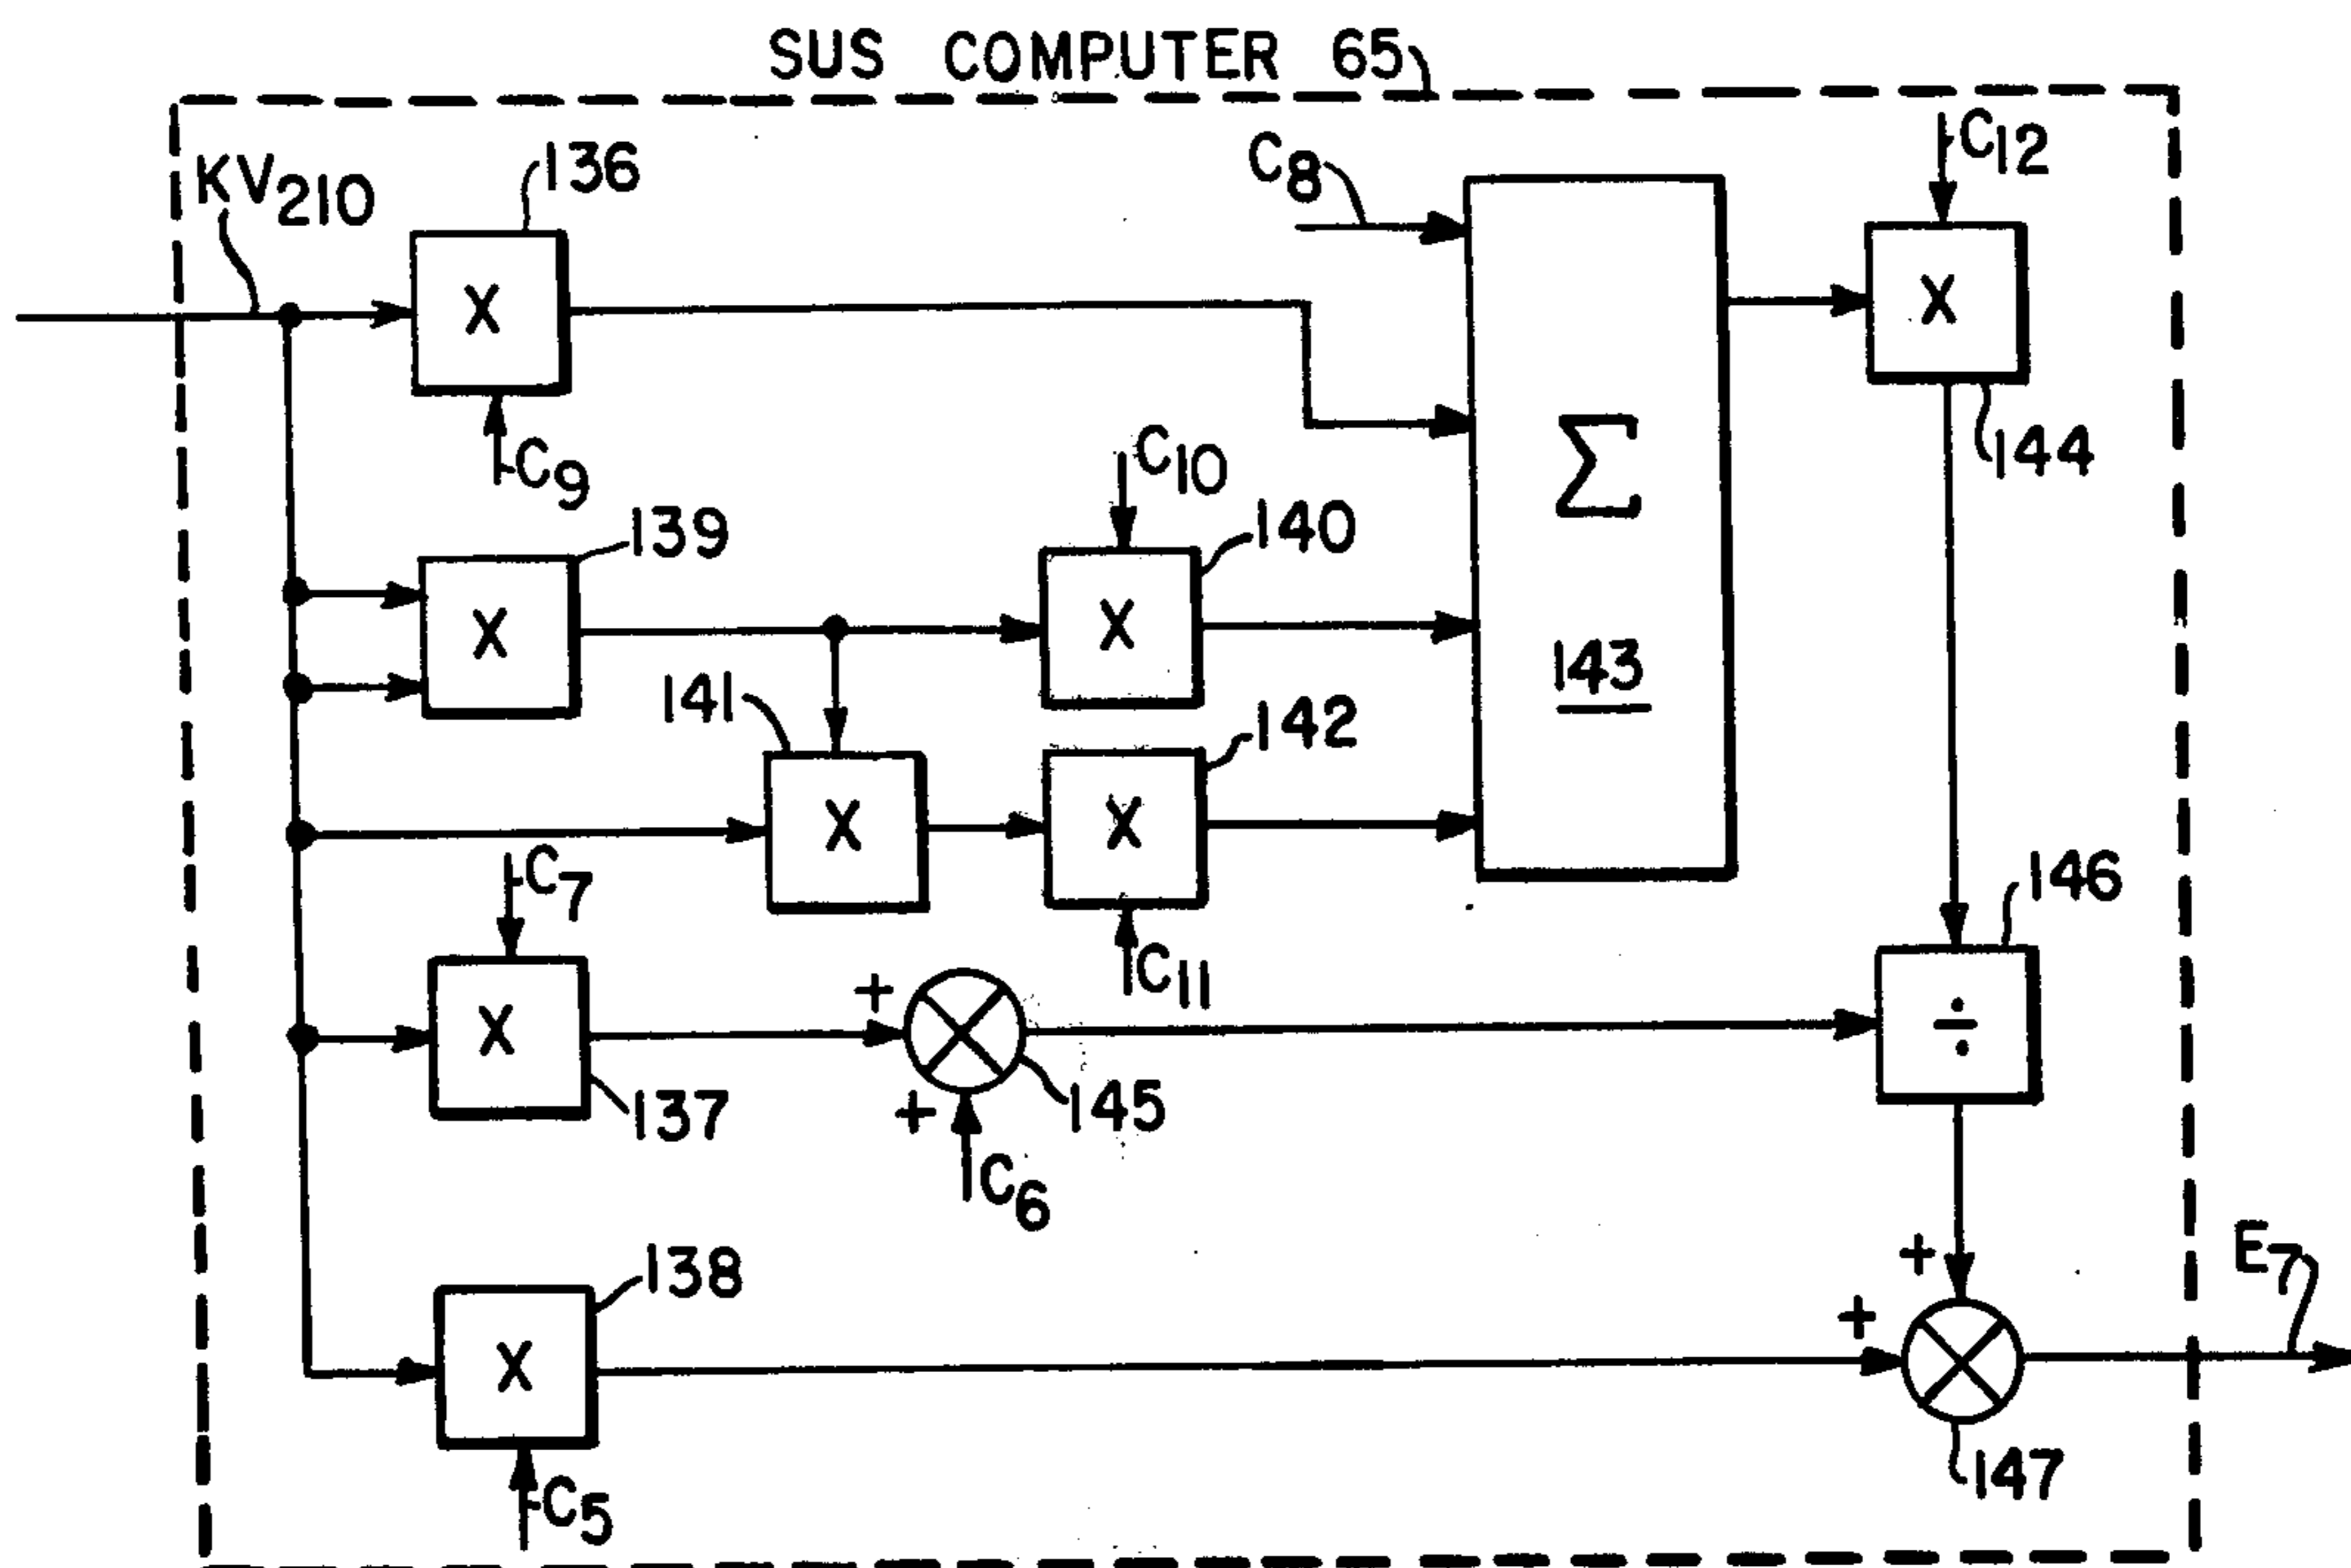 SUS COMPUTER 65
KV210
136
X
C9
C8
C12
X
144
139
X
C10
140
X
Σ
143
141
X
142
X
C11
C7
X
137
+
+
145
C6
146
÷
138
X
C5
+
+
147
E7